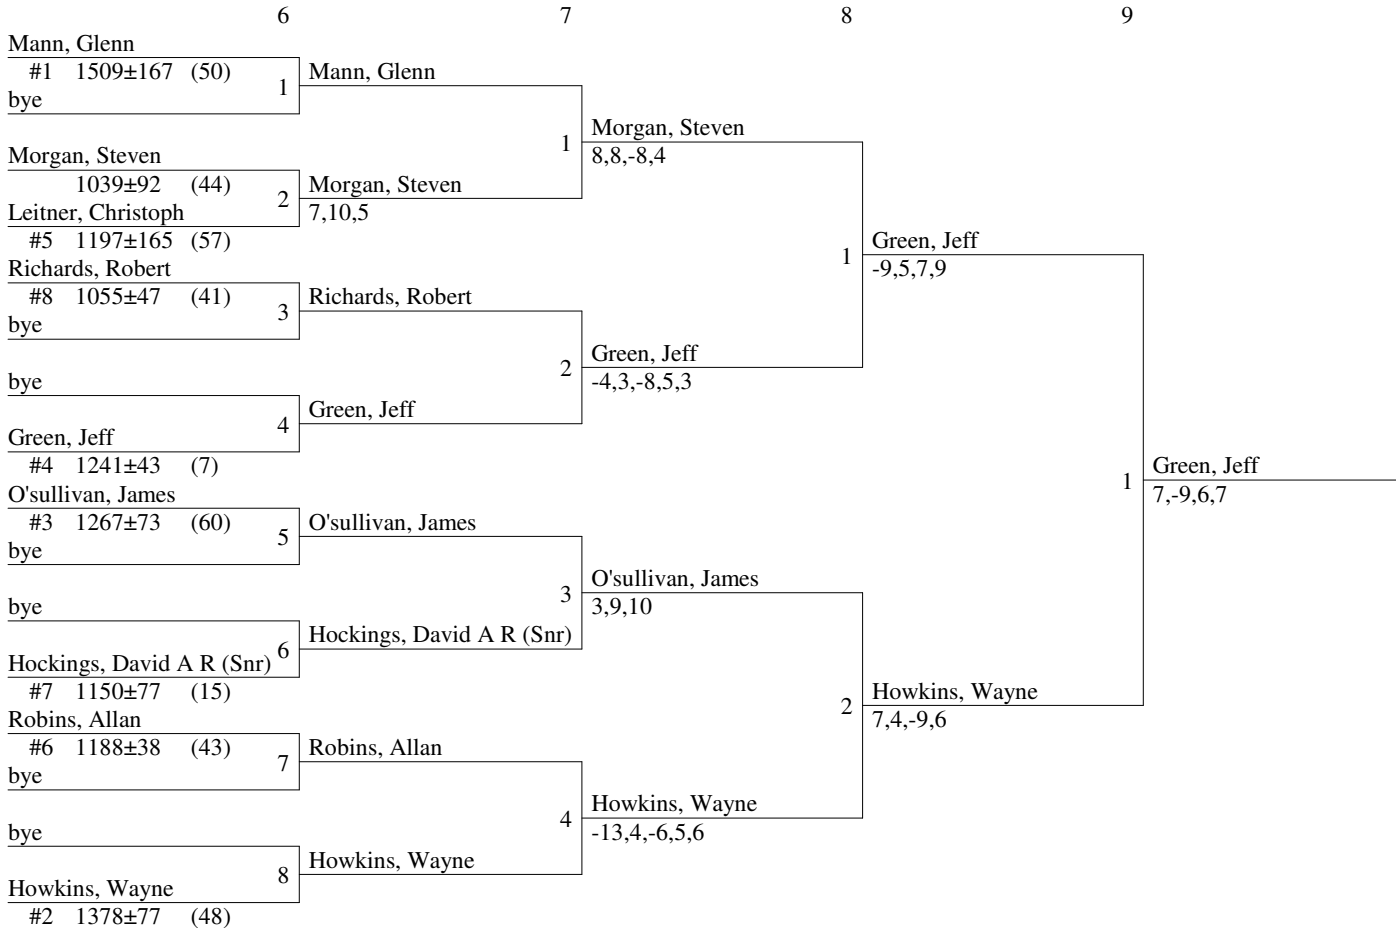 6 7 8 9
Mann, Glenn
#1 1509±167 (50)
bye
1
Mann, Glenn
Morgan, Steven
1039±92 (44)
Leitner, Christoph
#5 1197±165 (57)
2
Morgan, Steven
7,10,5
1
Morgan, Steven
8,8,-8,4
Richards, Robert
#8 1055±47 (41)
bye
3
Richards, Robert
bye
Green, Jeff
#4 1241±43 (7)
4
Green, Jeff
2
Green, Jeff
-4,3,-8,5,3
1
Green, Jeff
-9,5,7,9
O'sullivan, James
#3 1267±73 (60)
bye
5
O'sullivan, James
bye
Hockings, David A R (Snr)
#7 1150±77 (15)
6
Hockings, David A R (Snr)
3
O'sullivan, James
3,9,10
Robins, Allan
#6 1188±38 (43)
bye
7
Robins, Allan
bye
Howkins, Wayne
#2 1378±77 (48)
8
Howkins, Wayne
4
Howkins, Wayne
-13,4,-6,5,6
2
Howkins, Wayne
7,4,-9,6
1
Green, Jeff
7,-9,6,7